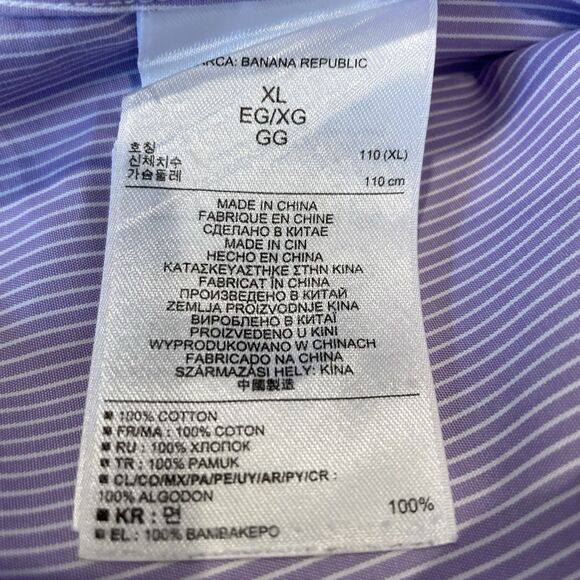 ARCA: BANANA REPUBLIC
XL
EG/XG
GG
호칭
신체치수 110 (XL)
가슴둘레 110 cm
MADE IN CHINA
FABRIQUE EN CHINE
СДЕЛАНО В КИТАЕ
MADE IN CIN
HECHO EN CHINA
ΚΑΤΑΣΚΕΥΑΣΤΗΚΕ ΣΤΗΝ ΚΙΝΑ
FABRICAT ÎN CHINA
ПРОИЗВЕДЕНО В КИТАЙ
ZEMLJA PROIZVODNJE KINA
ВИРОБЛЕНО В КИТАЇ
PROIZVEDENO U KINI
WYPRODUKOWANO W CHINACH
FABRICADO NA CHINA
SZÁRMAZÁSI HELY: KÍNA
中國製造
■ 100% COTTON
■ FR/MA : 100% COTON
■ RU : 100% ХЛОПОК
■ TR : 100% PAMUK
■ CL/CO/MX/PA/PE/UY/AR/PY/CR :
100% ALGODON
■ KR : 면 100%
■ EL : 100% ΒΑΜΒΑΚΕΡΟ